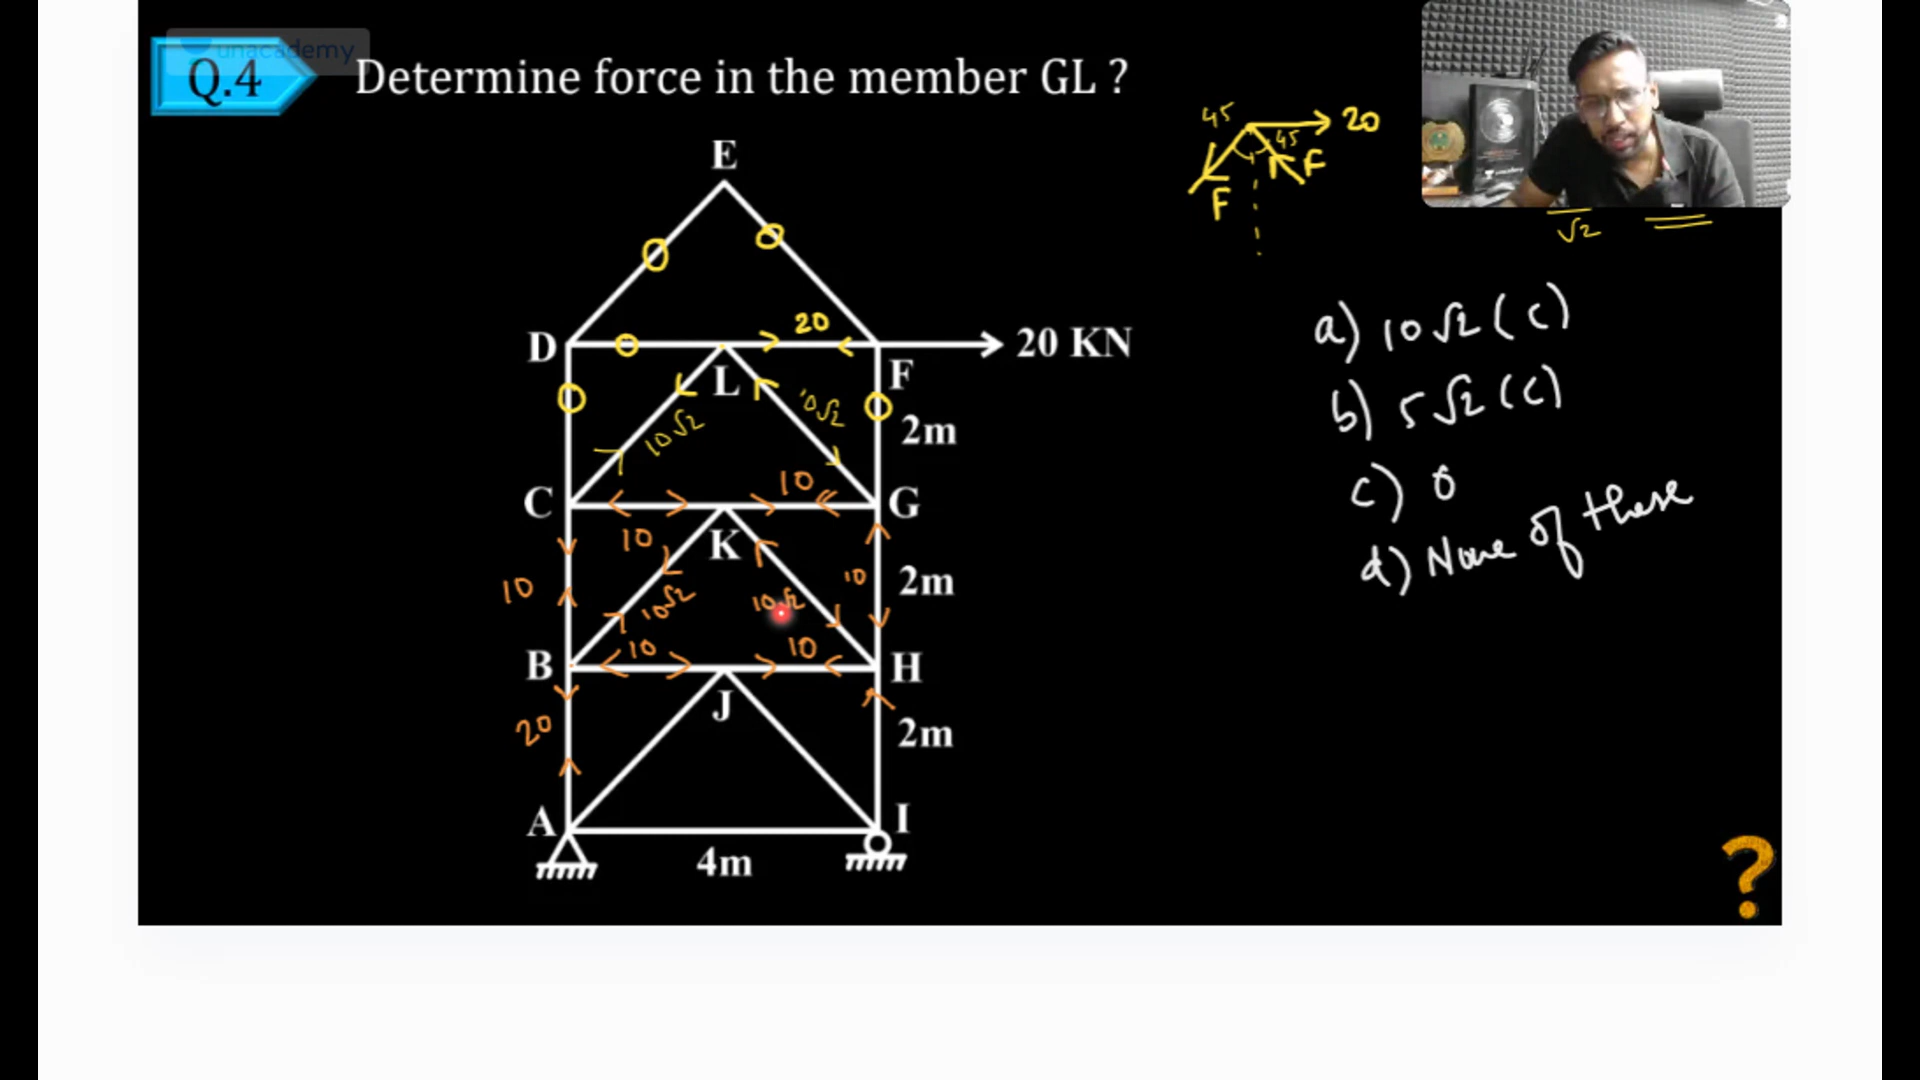 unacademy
Q.4 Determine force in the member GL ?
45 → 20
45
F
F
√2
E
20
D L F → 20 KN
10√2 10√2 2m
10
C G
10 K
10 10√2 10√2 10 2m
10 10
B H
20 J 2m
A I
4m
a) 10√2 (C)
b) 5√2 (C)
c) 0
d) None of these
?